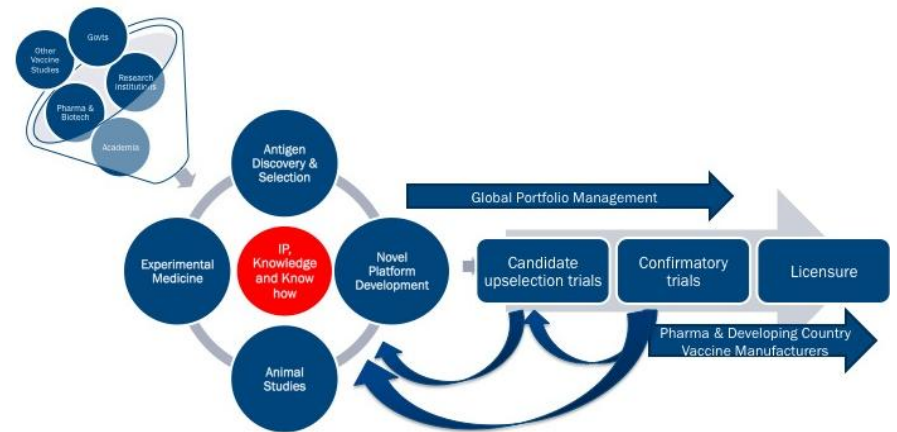 Govts
Other
Vaccine
Studies
Research
Institutions
Pharma &
Biotech
Academia
Antigen
Discovery &
Selection
Global Portfolio Management
Experimental
Medicine
IP,
Knowledge
and Know
how
Novel
Platform
Development
Candidate
upselection trials
Confirmatory
trials
Licensure
Pharma & Developing Country
Vaccine Manufacturers
Animal
Studies